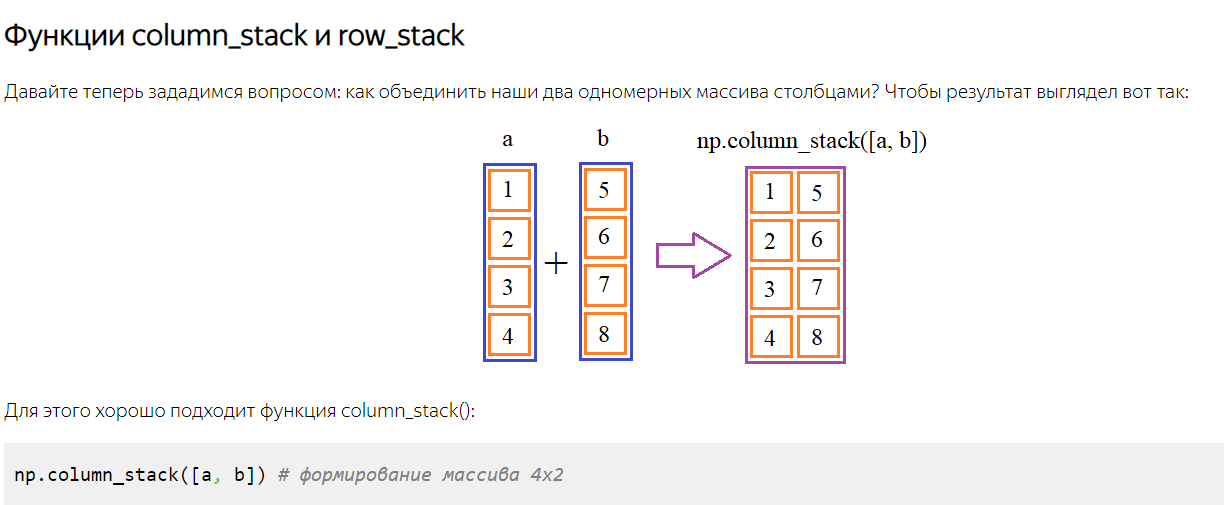 Функции column_stack и row_stack
Давайте теперь зададимся вопросом: как объединить наши два одномерных массива столбцами? Чтобы результат выглядел вот так:
a b np.column_stack([a, b])
1 5 1 5
2 6 2 6
+
3 7 3 7
4 8 4 8
Для этого хорошо подходит функция column_stack():
np.column_stack([a, b]) # формирование массива 4x2